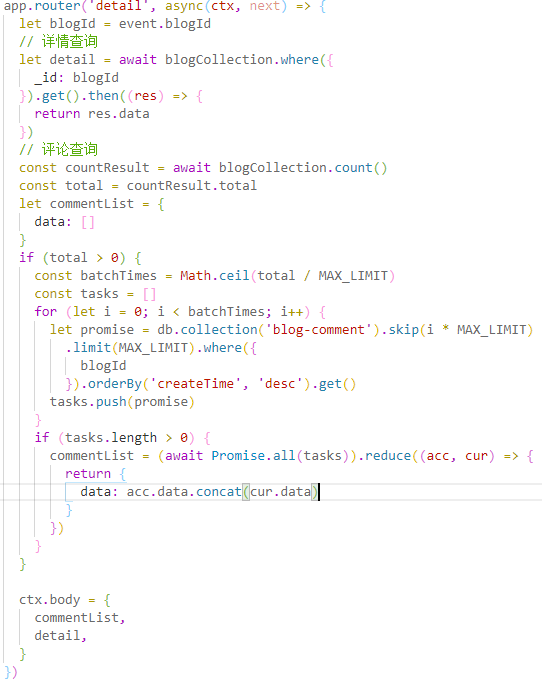 app.router('detail', async(ctx, next) => {
  let blogId = event.blogId
  // 详情查询
  let detail = await blogCollection.where({
    _id: blogId
  }).get().then((res) => {
    return res.data
  })
  // 评论查询
  const countResult = await blogCollection.count()
  const total = countResult.total
  let commentList = {
    data: []
  }
  if (total > 0) {
    const batchTimes = Math.ceil(total / MAX_LIMIT)
    const tasks = []
    for (let i = 0; i < batchTimes; i++) {
      let promise = db.collection('blog-comment').skip(i * MAX_LIMIT)
        .limit(MAX_LIMIT).where({
          blogId
        }).orderBy('createTime', 'desc').get()
      tasks.push(promise)
    }
    if (tasks.length > 0) {
      commentList = (await Promise.all(tasks)).reduce((acc, cur) => {
        return {
          data: acc.data.concat(cur.data)
        }
      })
    }
  }

  ctx.body = {
    commentList,
    detail,
  }
})